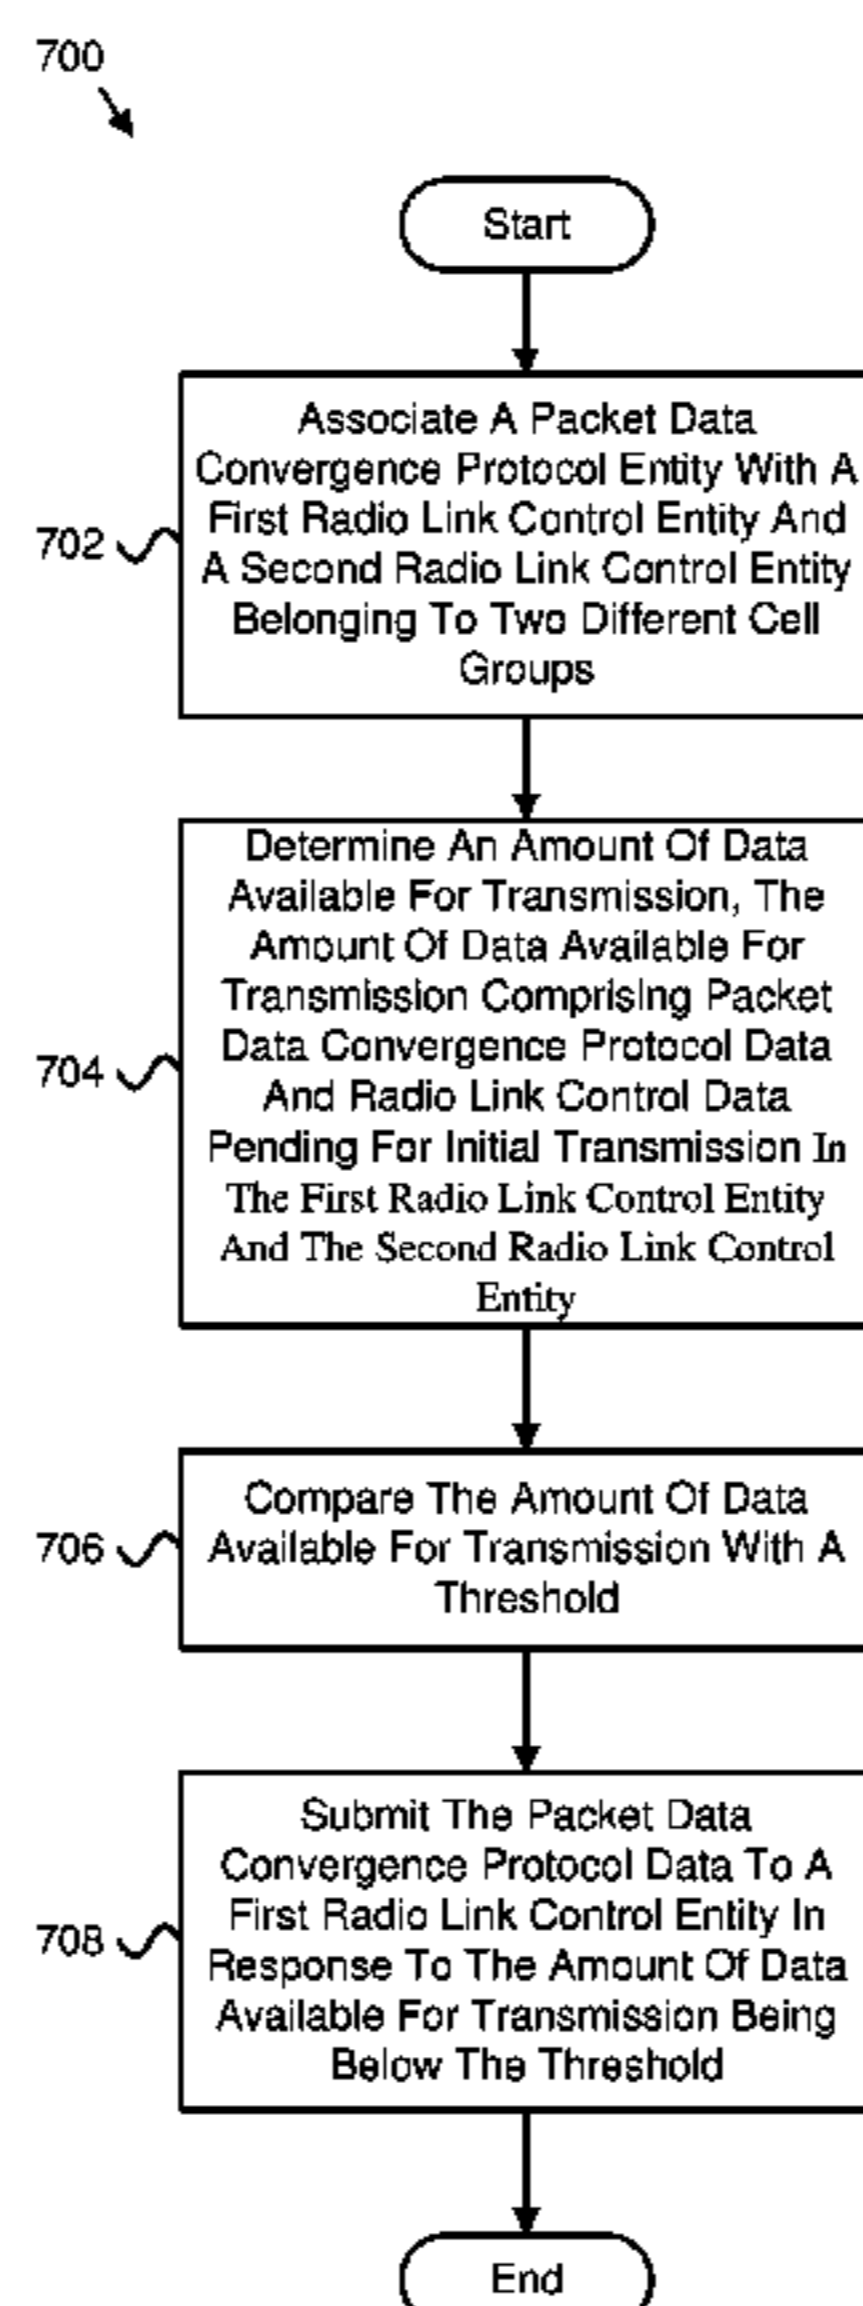 700
Start
702
Associate A Packet Data
Convergence Protocol Entity With A
First Radio Link Control Entity And
A Second Radio Link Control Entity
Belonging To Two Different Cell
Groups
704
Determine An Amount Of Data
Available For Transmission, The
Amount Of Data Available For
Transmission Comprising Packet
Data Convergence Protocol Data
And Radio Link Control Data
Pending For Initial Transmission In
The First Radio Link Control Entity
And The Second Radio Link Control
Entity
706
Compare The Amount Of Data
Available For Transmission With A
Threshold
708
Submit The Packet Data
Convergence Protocol Data To A
First Radio Link Control Entity In
Response To The Amount Of Data
Available For Transmission Being
Below The Threshold
End